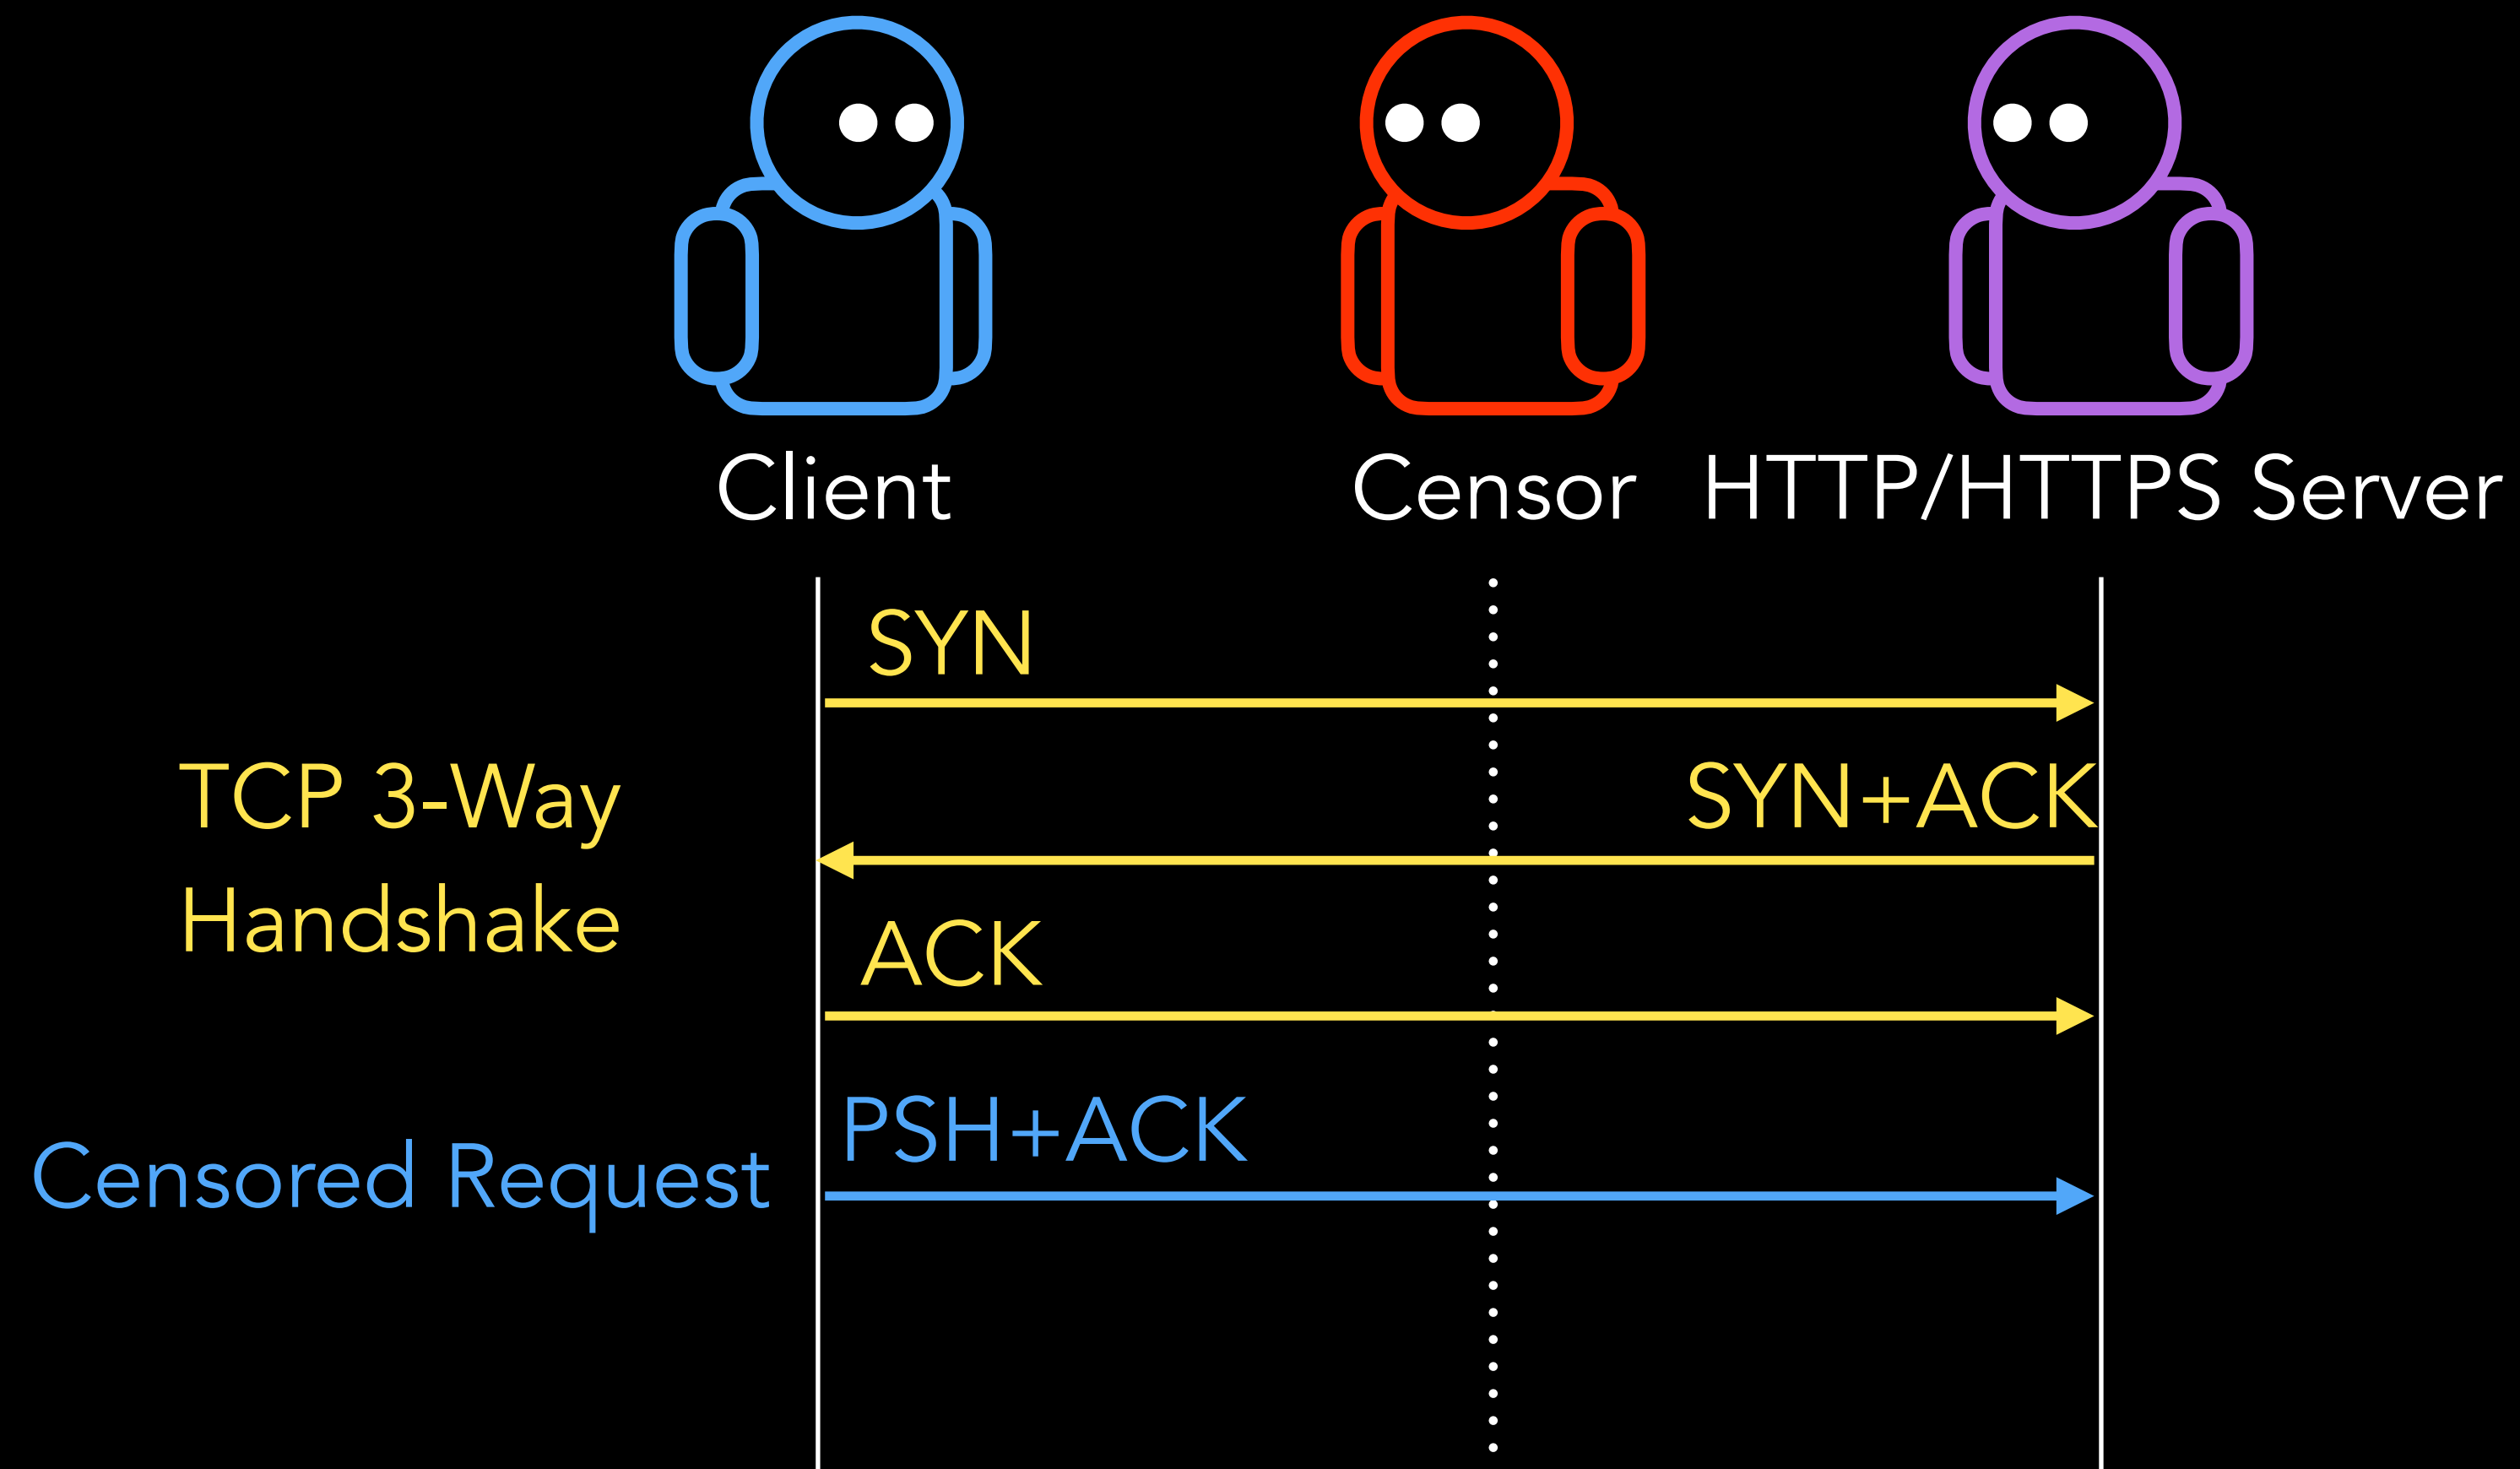 Client
Censor
HTTP/HTTPS Server
SYN
SYN+ACK
TCP 3-Way
Handshake
ACK
PSH+ACK
Censored Request